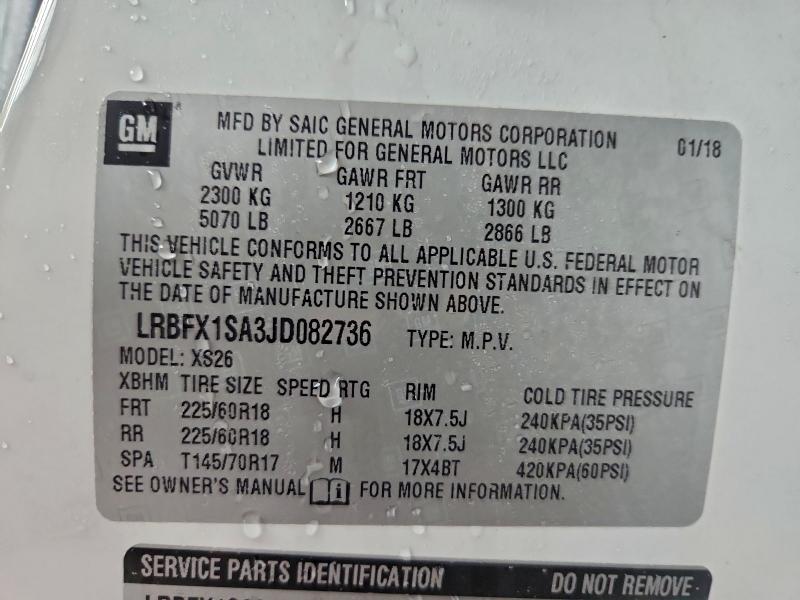 GM
MFD BY SAIC GENERAL MOTORS CORPORATION
LIMITED FOR GENERAL MOTORS LLC
01/18
GVWR GAWR FRT GAWR RR
2300 KG 1210 KG 1300 KG
5070 LB 2667 LB 2866 LB
THIS VEHICLE CONFORMS TO ALL APPLICABLE U.S. FEDERAL MOTOR
VEHICLE SAFETY AND THEFT PREVENTION STANDARDS IN EFFECT ON
THE DATE OF MANUFACTURE SHOWN ABOVE.
LRBFX1SA3JD082736 TYPE: M.P.V.
MODEL: XS26
XBHM TIRE SIZE SPEED RTG RIM COLD TIRE PRESSURE
FRT 225/60R18 H 18X7.5J 240KPA(35PSI)
RR 225/60R18 H 18X7.5J 240KPA(35PSI)
SPA T145/70R17 M 17X4BT 420KPA(60PSI)
SEE OWNER'S MANUAL i FOR MORE INFORMATION.
SERVICE PARTS IDENTIFICATION DO NOT REMOVE